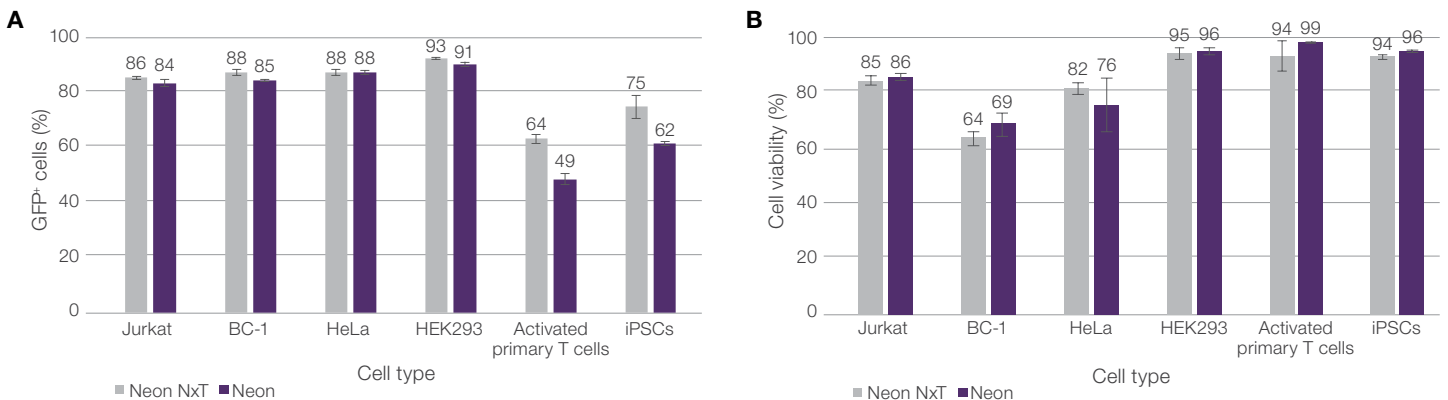 A
100
80
60
40
20
0
GFP⁺ cells (%)
86 84 88 85 88 88 93 91 64 49 75 62
Jurkat BC-1 HeLa HEK293 Activated primary T cells iPSCs
Cell type
Neon NxT Neon
B
100
80
60
40
20
0
Cell viability (%)
85 86 64 69 82 76 95 96 94 99 94 96
Jurkat BC-1 HeLa HEK293 Activated primary T cells iPSCs
Cell type
Neon NxT Neon